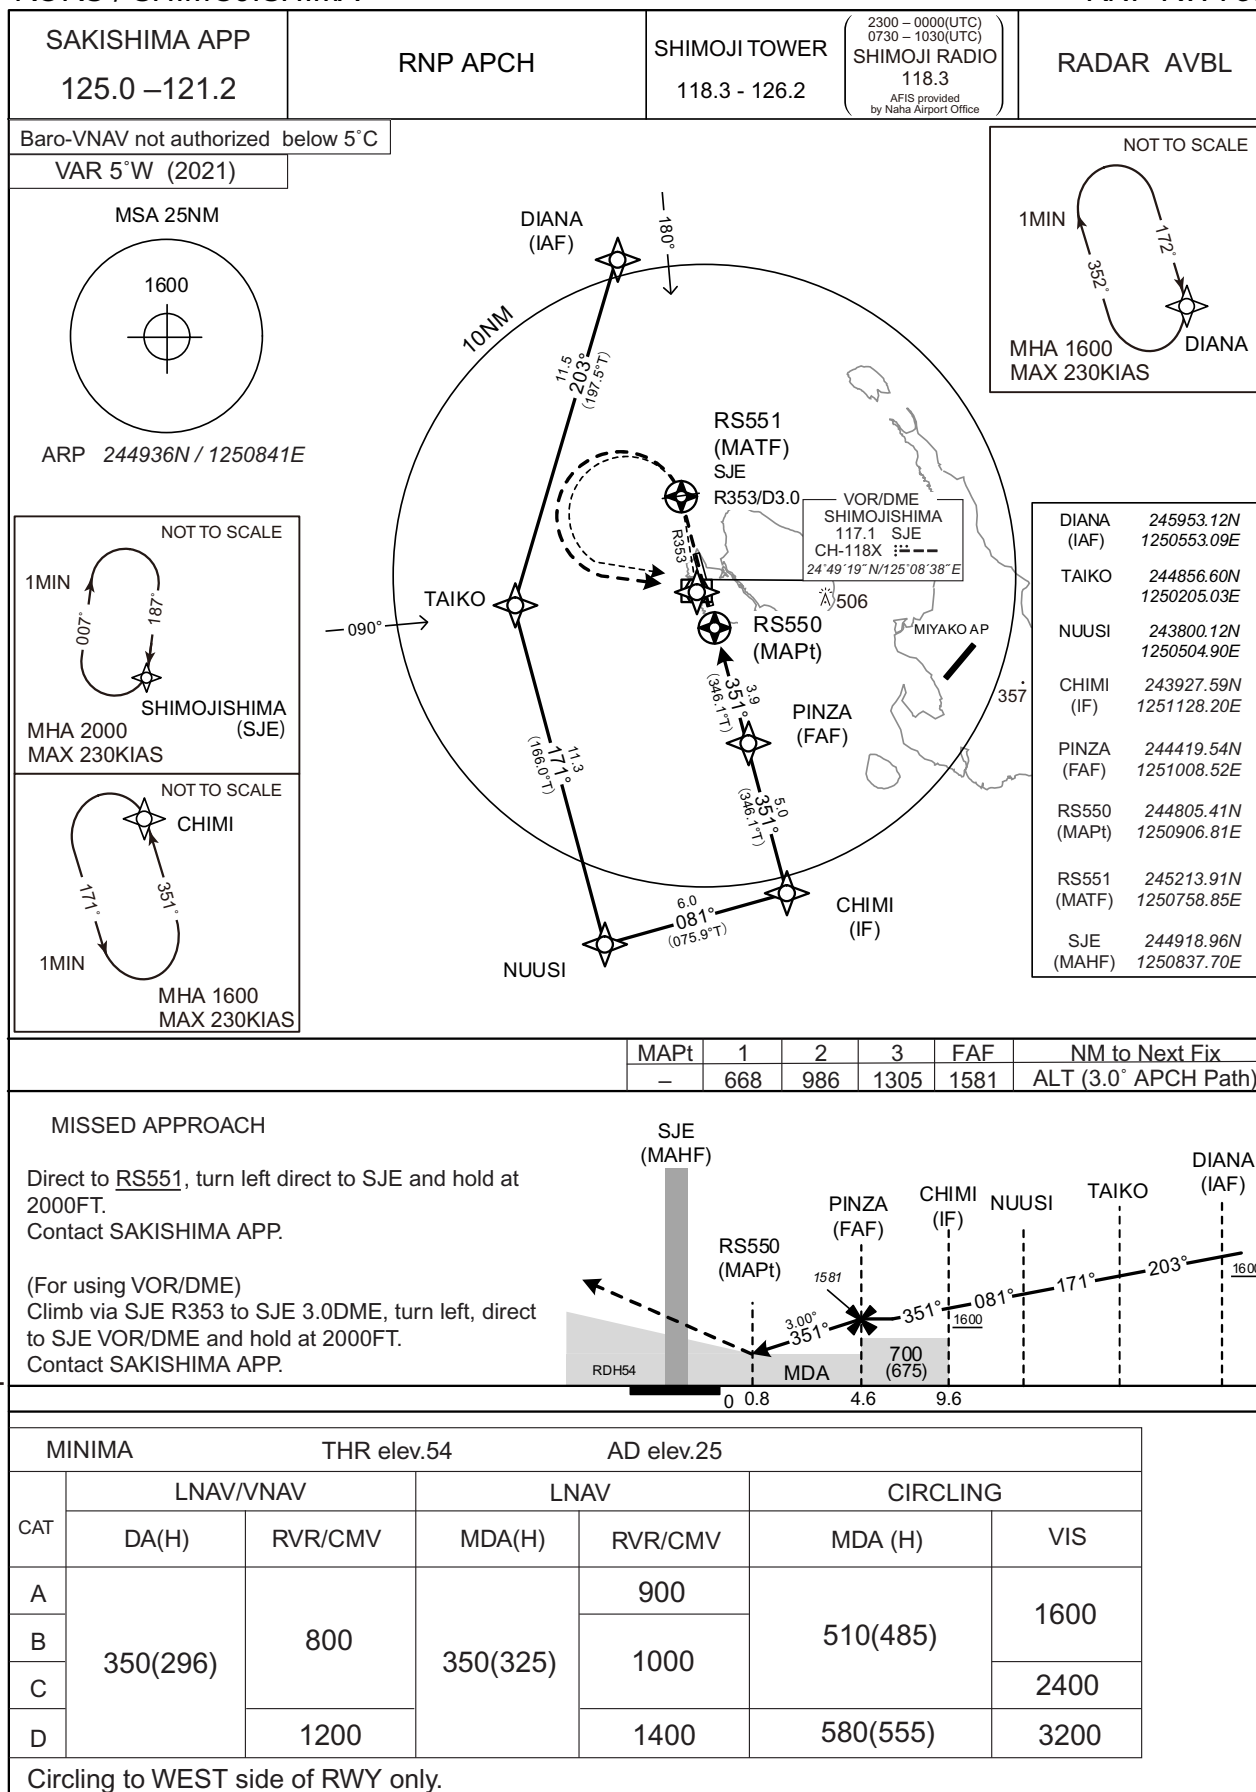 SAKISHIMA APP
125.0 –121.2
RNP APCH
SHIMOJI TOWER
118.3 - 126.2
2300 – 0000(UTC)
0730 – 1030(UTC)
SHIMOJI RADIO
118.3
AFIS provided
by Naha Airport Office
RADAR AVBL
Baro-VNAV not authorized below 5˚C
VAR 5˚W (2021)
MSA 25NM
1600
ARP 244936N / 1250841E
NOT TO SCALE
1MIN
007°
187°
SHIMOJISHIMA
(SJE)
MHA 2000
MAX 230KIAS
NOT TO SCALE
CHIMI
171°
351°
1MIN
MHA 1600
MAX 230KIAS
NOT TO SCALE
1MIN
172°
352°
DIANA
MHA 1600
MAX 230KIAS
DIANA
(IAF)
180°
10NM
11.5
203°
(197.5°T)
RS551
(MATF)
SJE
R353/D3.0
R353
VOR/DME
SHIMOJISHIMA
117.1 SJE
CH-118X
24°49´19˝N/125°08´38˝E
506
TAIKO
090°
RS550
(MAPt)
MIYAKO AP
357
3.9
351°
(346.1°T)
PINZA
(FAF)
11.3
171°
(166.0°T)
5.0
351°
(346.1°T)
6.0
081°
(075.9°T)
CHIMI
(IF)
NUUSI
DIANA 245953.12N
(IAF) 1250553.09E
TAIKO 244856.60N
1250205.03E
NUUSI 243800.12N
1250504.90E
CHIMI 243927.59N
(IF) 1251128.20E
PINZA 244419.54N
(FAF) 1251008.52E
RS550 244805.41N
(MAPt) 1250906.81E
RS551 245213.91N
(MATF) 1250758.85E
SJE 244918.96N
(MAHF) 1250837.70E
MAPt 1 2 3 FAF NM to Next Fix
– 668 986 1305 1581 ALT (3.0˚ APCH Path)
MISSED APPROACH
Direct to RS551, turn left direct to SJE and hold at
2000FT.
Contact SAKISHIMA APP.
(For using VOR/DME)
Climb via SJE R353 to SJE 3.0DME, turn left, direct
to SJE VOR/DME and hold at 2000FT.
Contact SAKISHIMA APP.
SJE
(MAHF)
RS550
(MAPt)
PINZA
(FAF)
CHIMI
(IF)
NUUSI
TAIKO
DIANA
(IAF)
1581
3.00°
351°
351°
081°
171°
203°
1600
RDH54
MDA
700
(675)
0 0.8 4.6 9.6
MINIMA THR elev.54 AD elev.25
CAT LNAV/VNAV LNAV CIRCLING
DA(H) RVR/CMV MDA(H) RVR/CMV MDA (H) VIS
A 350(296) 800 350(325) 900 510(485) 1600
B 1000
C 2400
D 1200 1400 580(555) 3200
Circling to WEST side of RWY only.